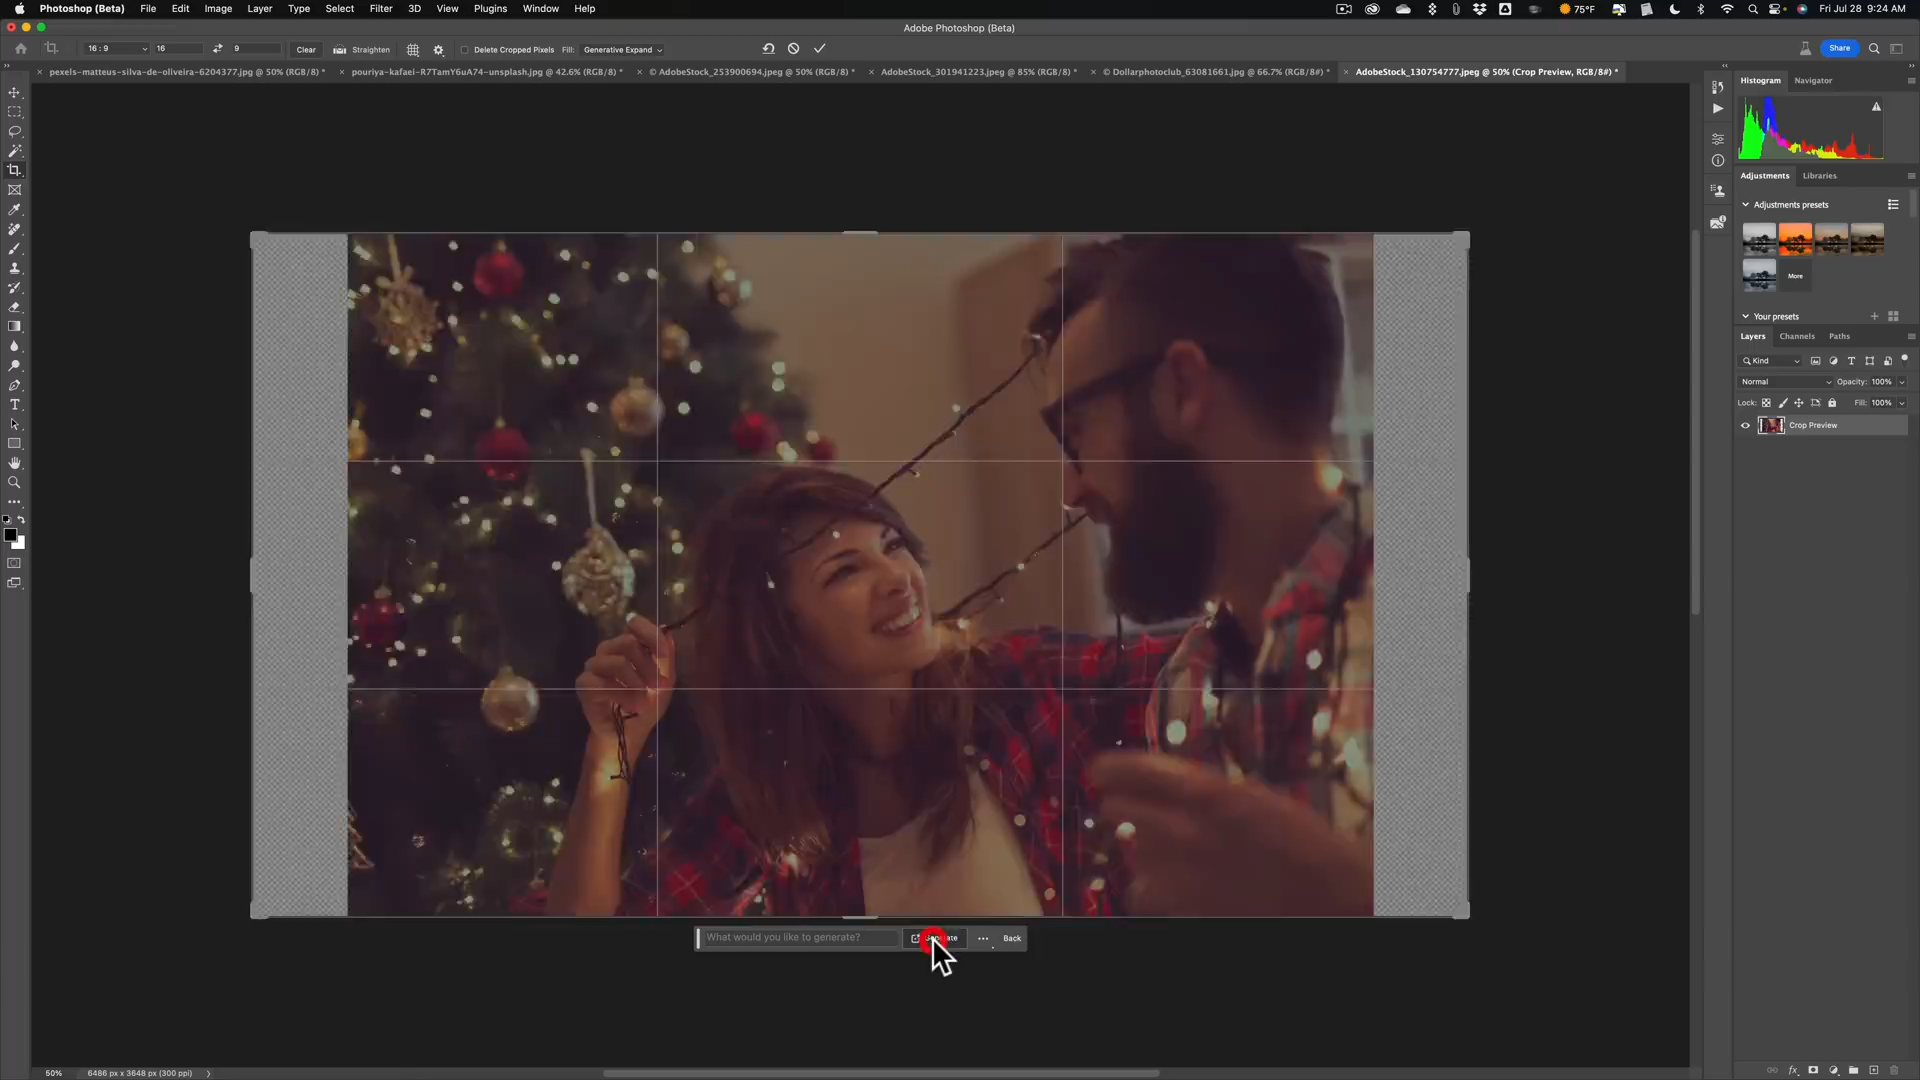 Photoshop (Beta) File Edit Image Layer Type Select Filter 3D View Plugins Window Help 75°F Fri Jul 28 9:24 AM
Adobe Photoshop (Beta)
16 : 9 16 9 Clear Straighten Delete Cropped Pixels Fill: Generative Expand Share
pexels-matteus-silva-de-oliveira-6204377.jpg @ 50% (RGB/8) * pouriya-kafaei-R7TamY6uA74-unsplash.jpg @ 42.6% (RGB/8) * © AdobeStock_253900694.jpeg @ 50% (RGB/8) * AdobeStock_301941223.jpeg @ 85% (RGB/8) * © Dollarphotoclub_63081661.jpg @ 66.7% (RGB/8#) * AdobeStock_130754777.jpeg @ 50% (Crop Preview, RGB/8#) *
Histogram Navigator
Adjustments Libraries
Adjustments presets
More
Your presets
Layers Channels Paths
Kind
Normal Opacity: 100%
Lock: Fill: 100%
Crop Preview
What would you like to generate? Back
50% 6486 px x 3648 px (300 ppi)